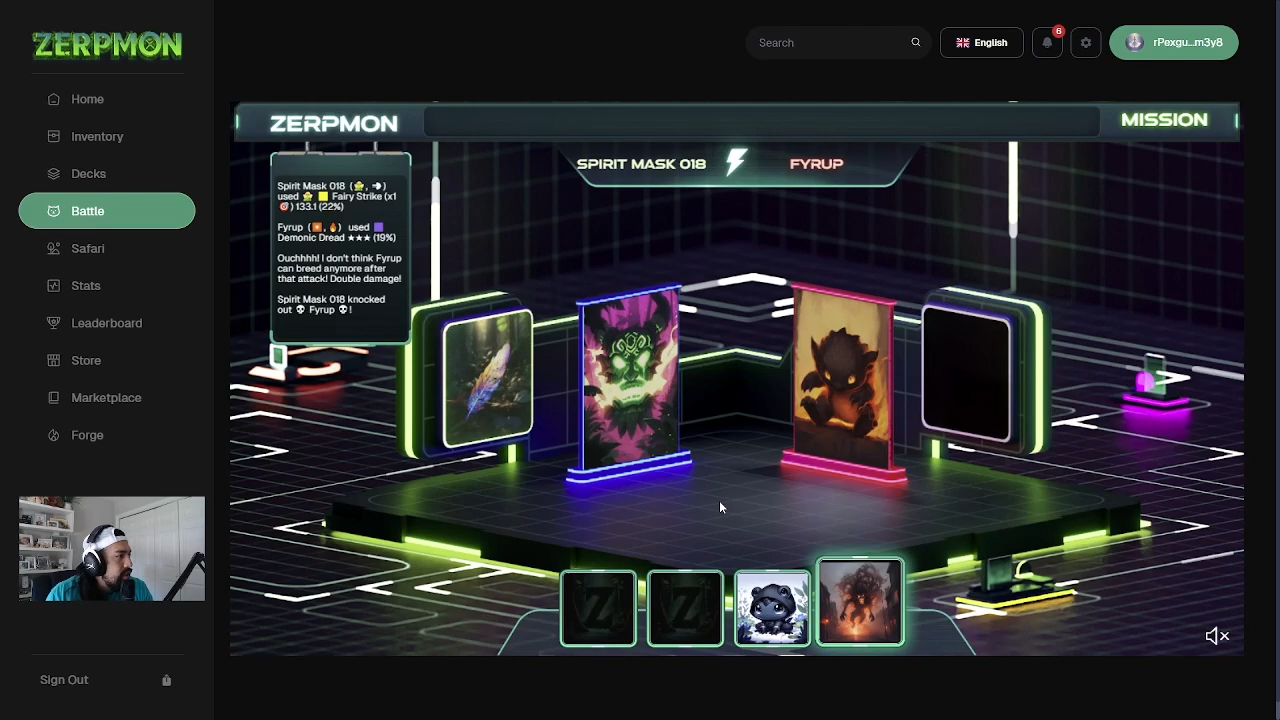 ZERPMON
Search
English
6
rPexgu...m3y8
Home
Inventory
Decks
Battle
Safari
Stats
Leaderboard
Store
Marketplace
Forge
Sign Out
ZERPMON
MISSION
SPIRIT MASK 018
FYRUP
Spirit Mask 018 (, )
used Fairy Strike (x1
) 133.1 (22%)
Fyrup (, ) used
Demonic Dread ★★★ (19%)
Ouchhhh! I don't think Fyrup
can breed anymore after
that attack! Double damage!
Spirit Mask 018 knocked
out 💀 Fyrup 💀!
Z
Z